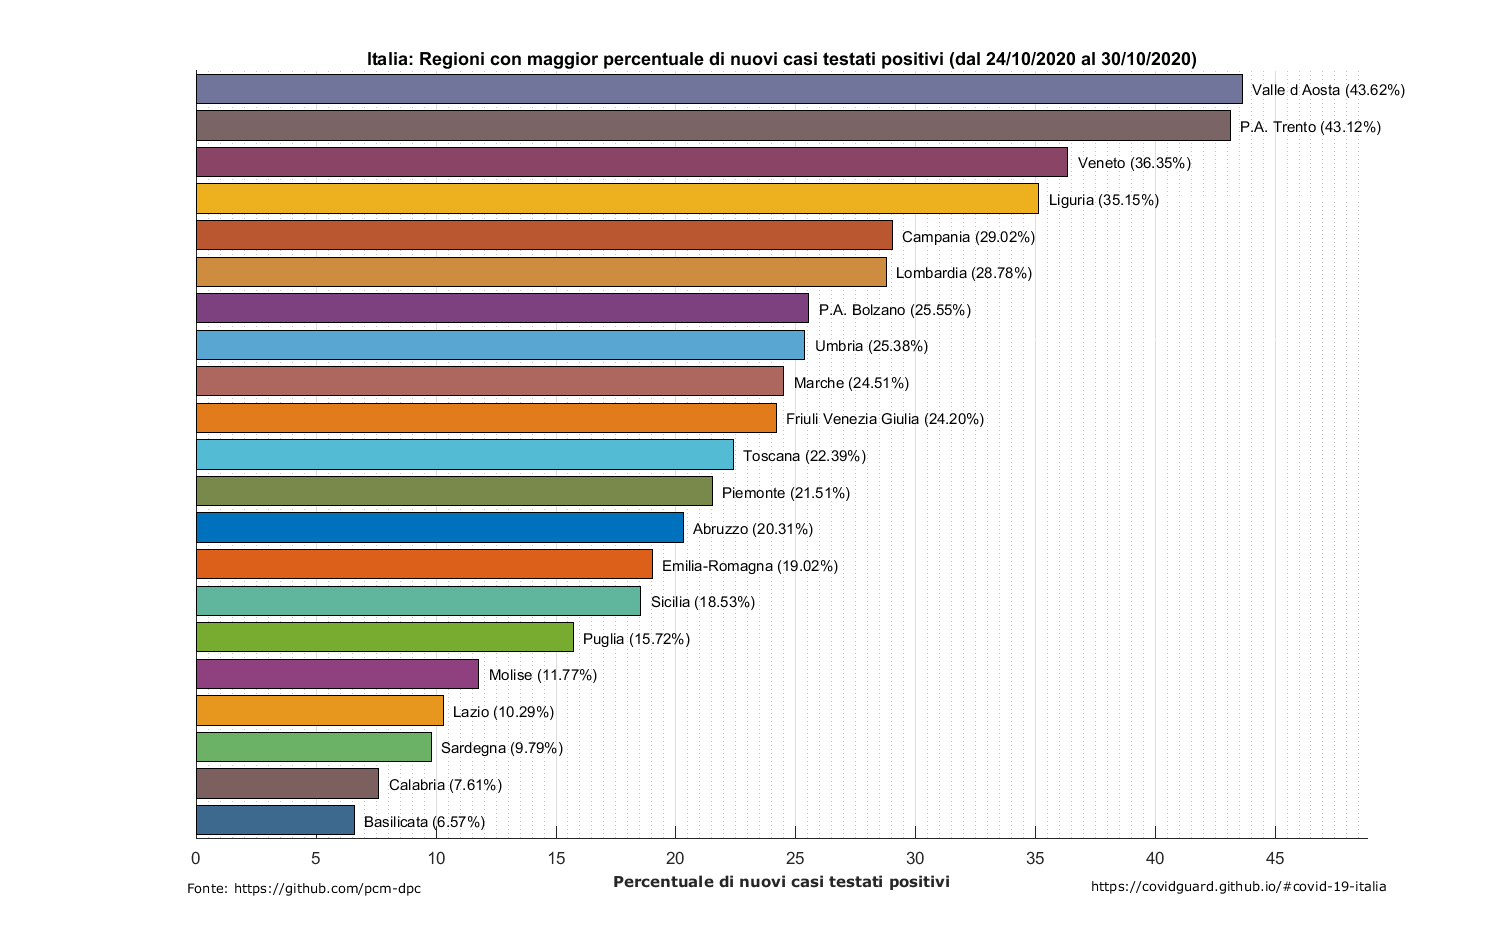 Italia: Regioni con maggior percentuale di nuovi casi testati positivi (dal 24/10/2020 al 30/10/2020)
Valle d Aosta (43.62%)
P.A. Trento (43.12%)
Veneto (36.35%)
Liguria (35.15%)
Campania (29.02%)
Lombardia (28.78%)
P.A. Bolzano (25.55%)
Umbria (25.38%)
Marche (24.51%)
Friuli Venezia Giulia (24.20%)
Toscana (22.39%)
Piemonte (21.51%)
Abruzzo (20.31%)
Emilia-Romagna (19.02%)
Sicilia (18.53%)
Puglia (15.72%)
Molise (11.77%)
Lazio (10.29%)
Sardegna (9.79%)
Calabria (7.61%)
Basilicata (6.57%)
0 5 10 15 20 25 30 35 40 45
Percentuale di nuovi casi testati positivi
Fonte: https://github.com/pcm-dpc
https://covidguard.github.io/#covid-19-italia